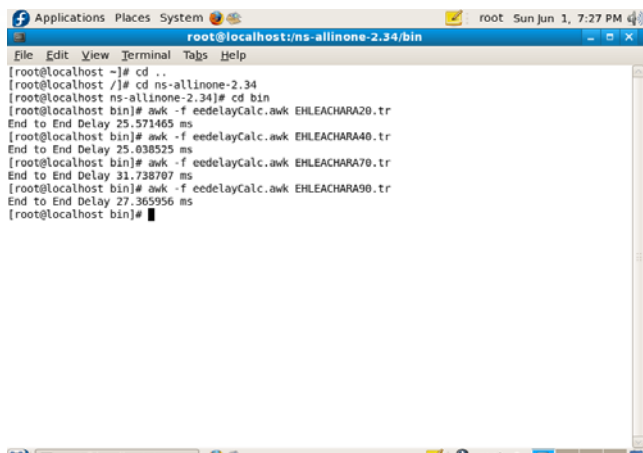 Applications Places System root Sun Jun 1, 7:27 PM
root@localhost:/ns-allinone-2.34/bin
File Edit View Terminal Tabs Help
[root@localhost ~]# cd ..
[root@localhost /]# cd ns-allinone-2.34
[root@localhost ns-allinone-2.34]# cd bin
[root@localhost bin]# awk -f eedelayCalc.awk EHLEACHARA20.tr
End to End Delay 25.571465 ms
[root@localhost bin]# awk -f eedelayCalc.awk EHLEACHARA40.tr
End to End Delay 25.038525 ms
[root@localhost bin]# awk -f eedelayCalc.awk EHLEACHARA70.tr
End to End Delay 31.738707 ms
[root@localhost bin]# awk -f eedelayCalc.awk EHLEACHARA90.tr
End to End Delay 27.365956 ms
[root@localhost bin]#